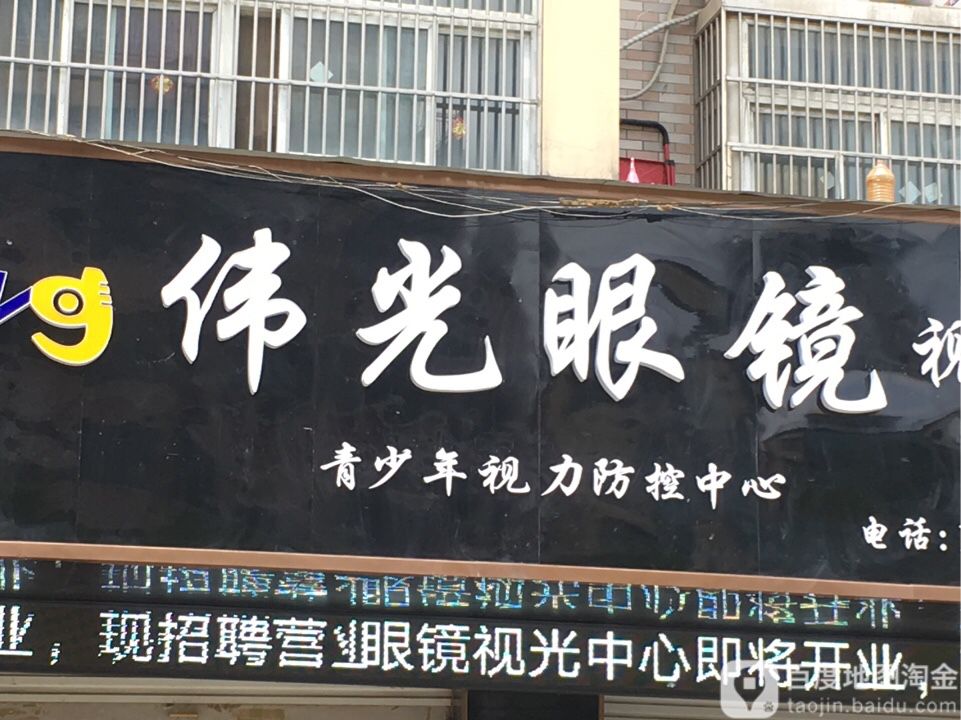 伟光眼镜 视
青少年视力防控中心
电话:
业，现招聘营业眼镜视光中心即将开业，
百度地图淘金
taojin.baidu.com